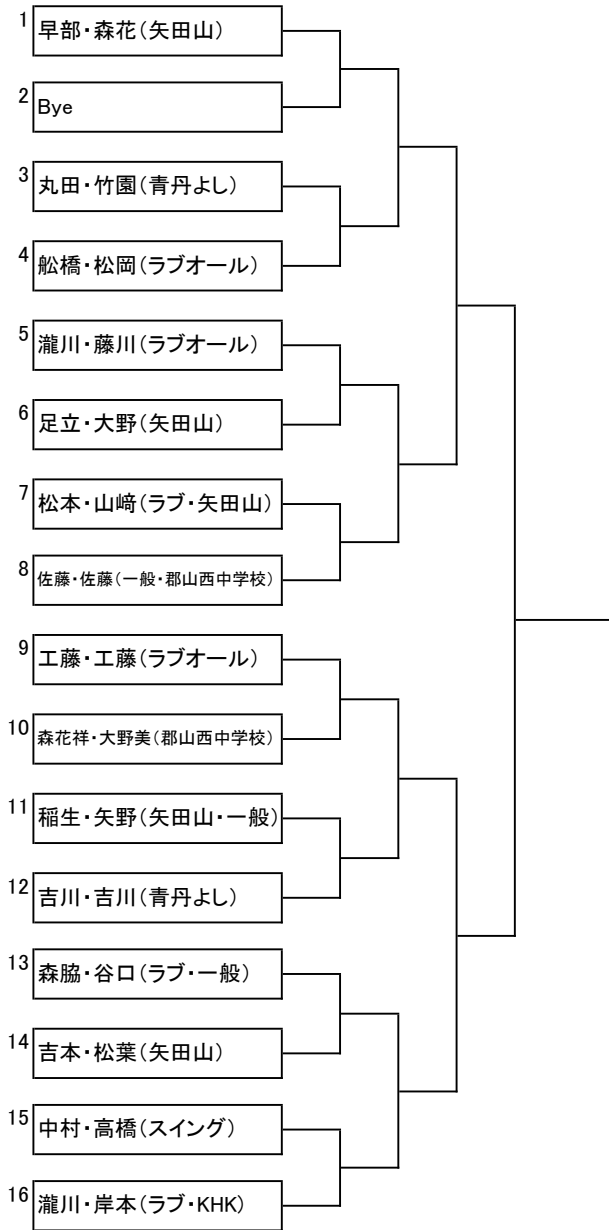 1 早部・森花(矢田山)
2 Bye
3 丸田・竹園(青丹よし)
4 舩橋・松岡(ラブオール)
5 瀧川・藤川(ラブオール)
6 足立・大野(矢田山)
7 松本・山﨑(ラブ・矢田山)
8 佐藤・佐藤(一般・郡山西中学校)
9 工藤・工藤(ラブオール)
10 森花祥・大野美(郡山西中学校)
11 稲生・矢野(矢田山・一般)
12 吉川・吉川(青丹よし)
13 森脇・谷口(ラブ・一般)
14 吉本・松葉(矢田山)
15 中村・高橋(スイング)
16 瀧川・岸本(ラブ・KHK)